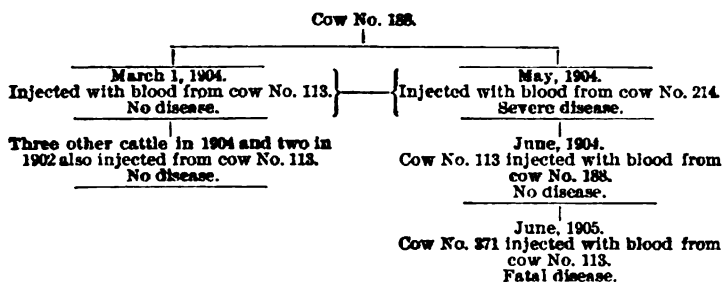 Cow No. 188.
March 1, 1904.
Injected with blood from cow No. 113.
No disease.
Three other cattle in 1904 and two in
1902 also injected from cow No. 113.
No disease.
May, 1904.
Injected with blood from cow No. 214.
Severe disease.
June, 1904.
Cow No. 113 injected with blood from
cow No. 188.
No disease.
June, 1905.
Cow No. 371 injected with blood from
cow No. 113.
Fatal disease.